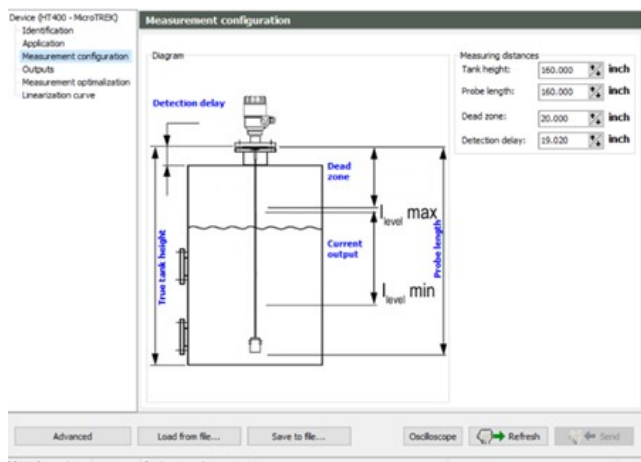 Device (HT400 - MicroTREK)
Identification
Application
Measurement configuration
Outputs
Measurement optimalization
Linearization curve
Measurement configuration
Diagram
Detection delay
Dead
zone
I level max
Current
output
I level min
True tank height
Probe length
Measuring distances
Tank height: 160.000 inch
Probe length: 160.000 inch
Dead zone: 20.000 inch
Detection delay: 19.020 inch
Advanced Load from file... Save to file... Oscilloscope Refresh Send